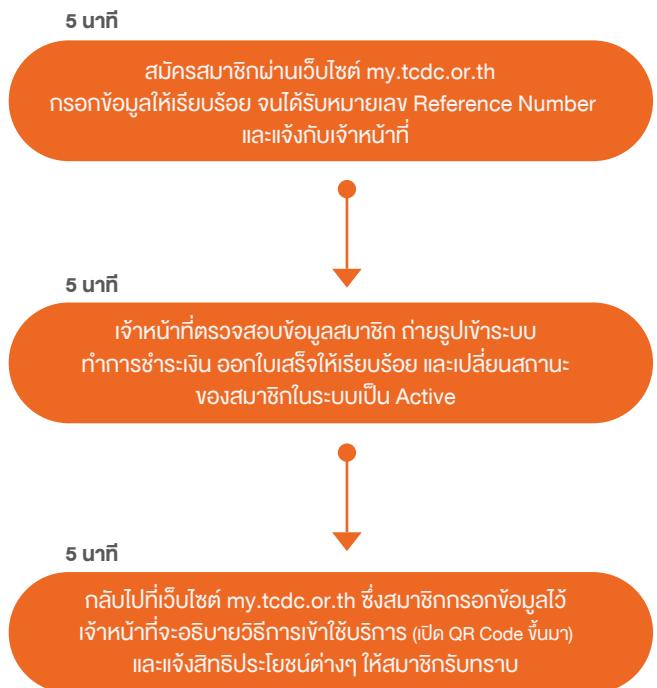 5 นาที
สมัครสมาชิกผ่านเว็บไซต์ my.tcdc.or.th
กรอกข้อมูลให้เรียบร้อย จนได้รับหมายเลข Reference Number
และแจ้งกับเจ้าหน้าที่
5 นาที
เจ้าหน้าที่ตรวจสอบข้อมูลสมาชิก ถ่ายรูปเข้าระบบ
ทำการชำระเงิน ออกใบเสร็จให้เรียบร้อย และเปลี่ยนสถานะ
ของสมาชิกในระบบเป็น Active
5 นาที
กลับไปที่เว็บไซต์ my.tcdc.or.th ซึ่งสมาชิกกรอกข้อมูลไว้
เจ้าหน้าที่จะอธิบายวิธีการเข้าใช้บริการ (เปิด QR Code ขึ้นมา)
และแจ้งสิทธิประโยชน์ต่างๆ ให้สมาชิกรับทราบ